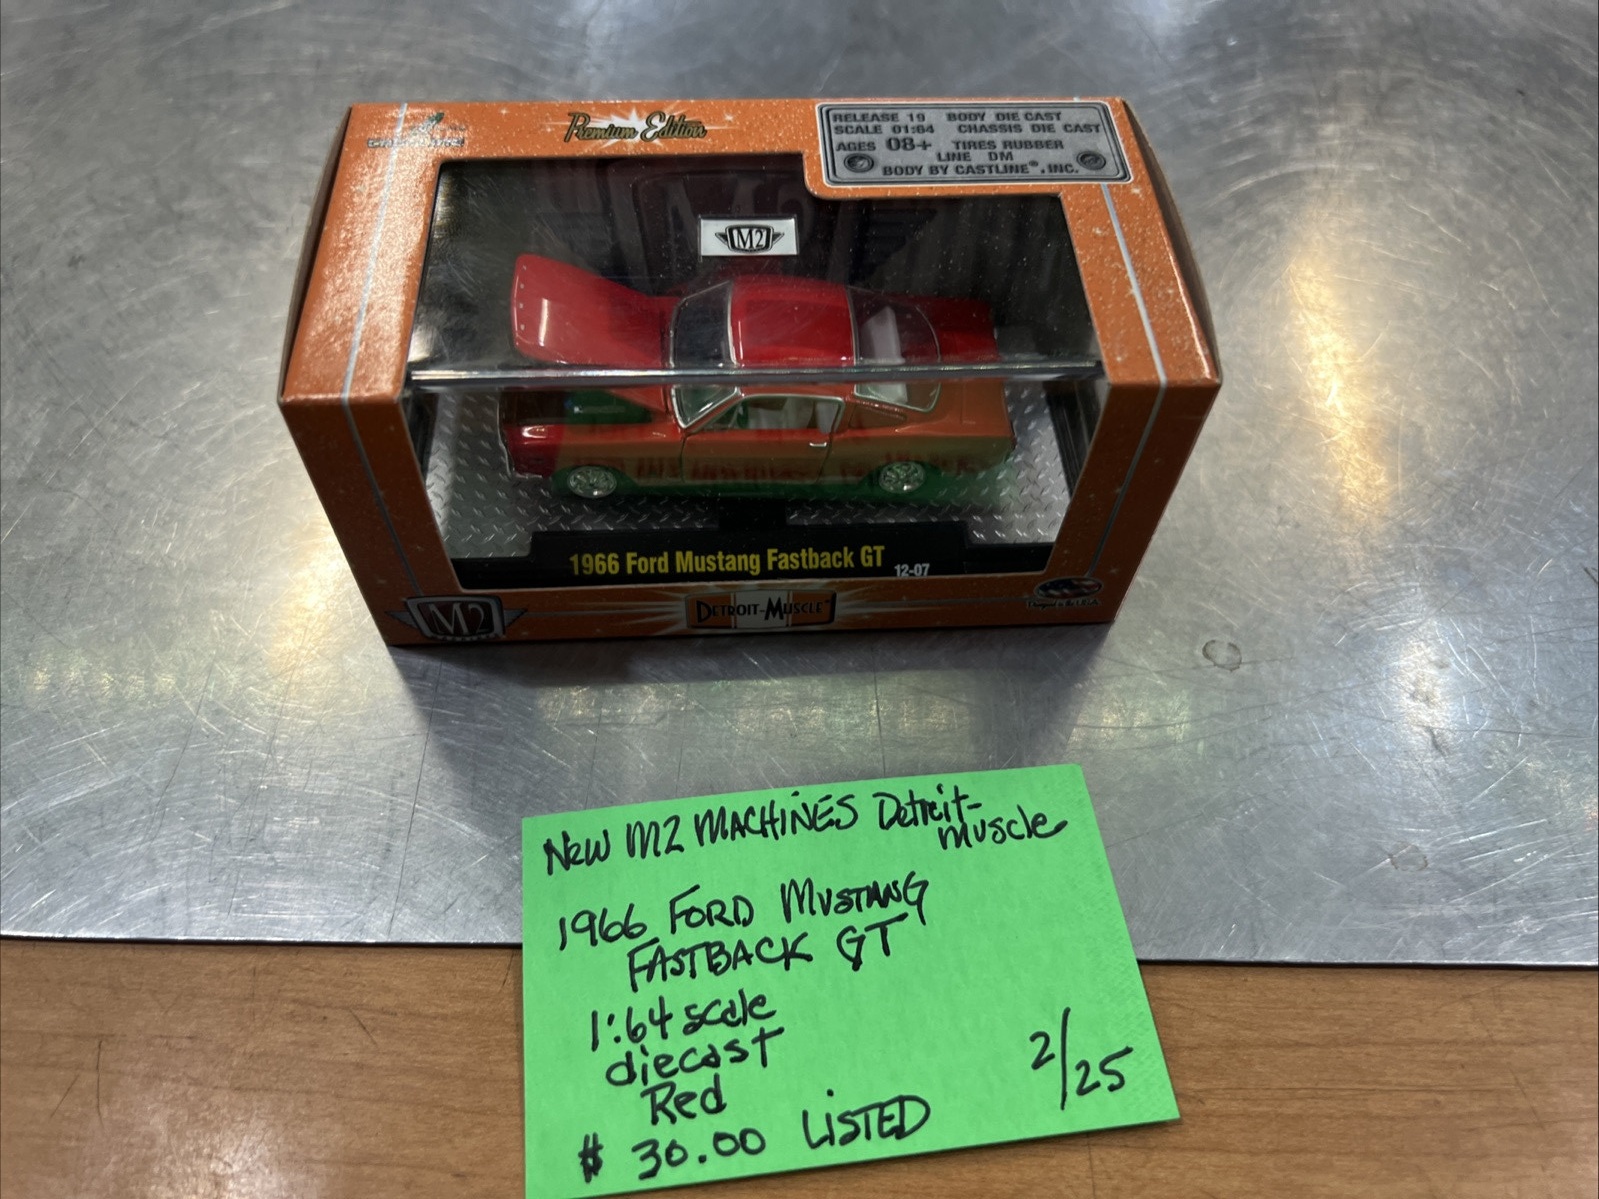 Premium Edition
RELEASE 19 BODY DIE CAST
SCALE 01:64 CHASSIS DIE CAST
AGES 08+ TIRES RUBBER
LINE DM
BODY BY CASTLINE®, INC.
M2
1966 Ford Mustang Fastback GT
12-07
M2
DETROIT-MUSCLE
New M2 MACHINES Detroit-
muscle
1966 FORD MUSTANG
FASTBACK GT
1:64 scale
diecast
Red
2/25
$ 30.00 LISTED